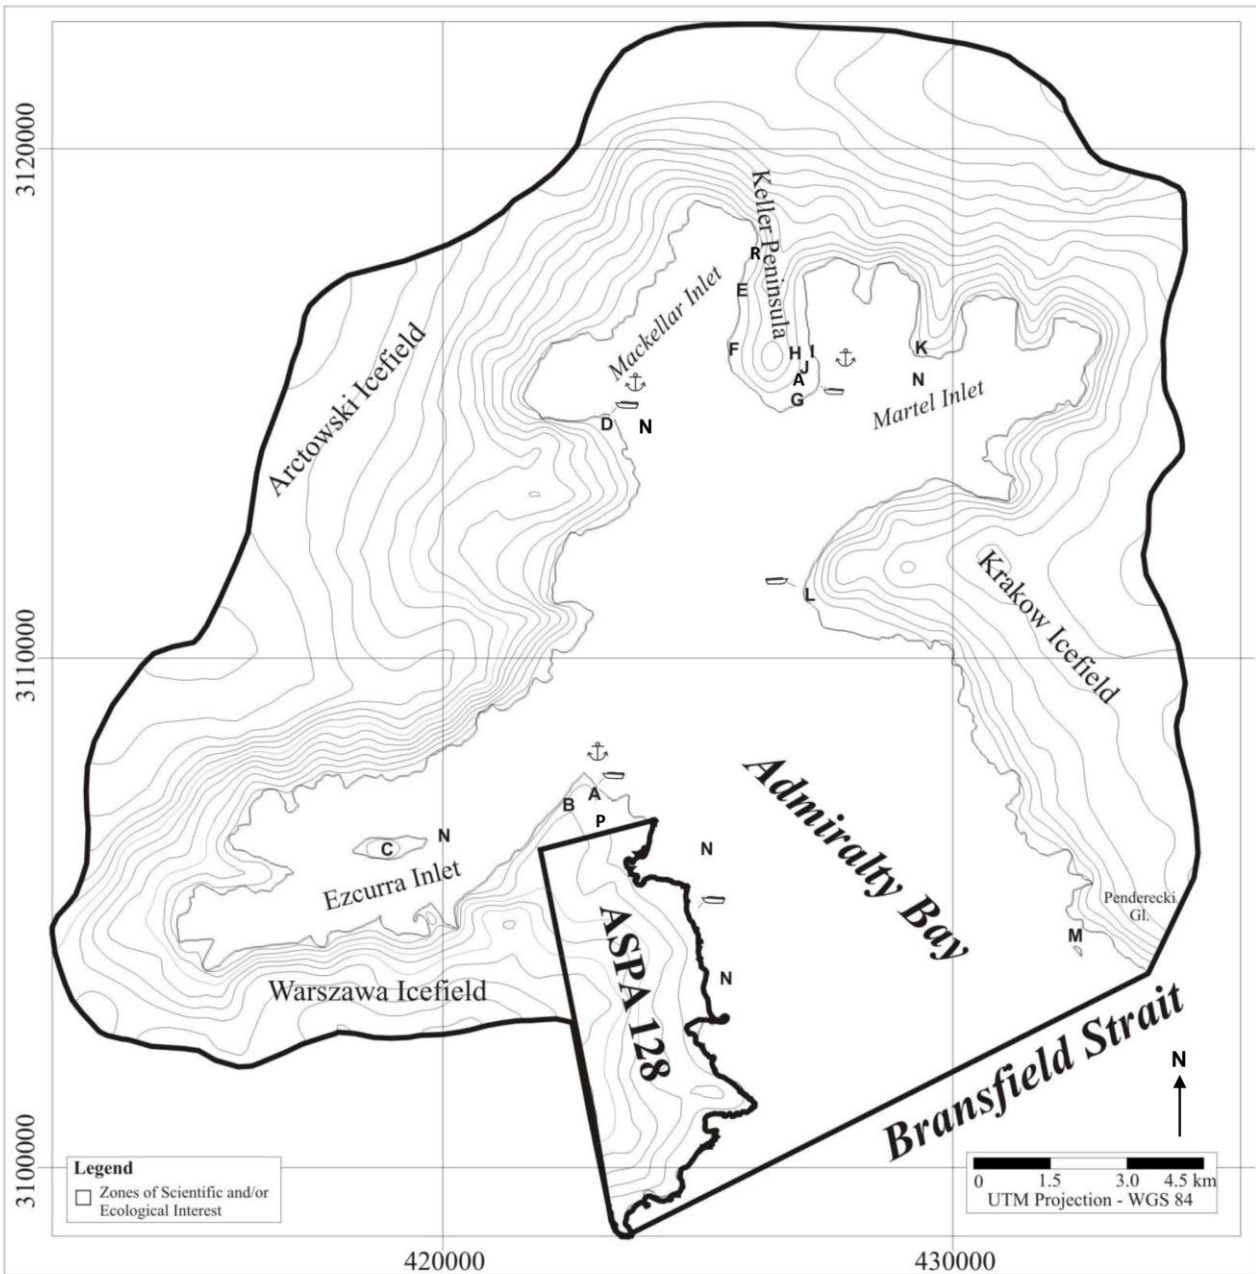 3120000
3110000
3100000
420000
430000
Keller Peninsula
R
Mackellar Inlet
E
F
H
I
J
A
G
K
N
Martel Inlet
D
N
Arctowski Icefield
Krakow Icefield
L
Admiralty Bay
A
B
P
N
C
N
Ezcurra Inlet
Penderecki
Gl.
M
ASPA 128
N
Warszawa Icefield
Bransfield Strait
N
Legend
Zones of Scientific and/or
Ecological Interest
0 1.5 3.0 4.5 km
UTM Projection - WGS 84